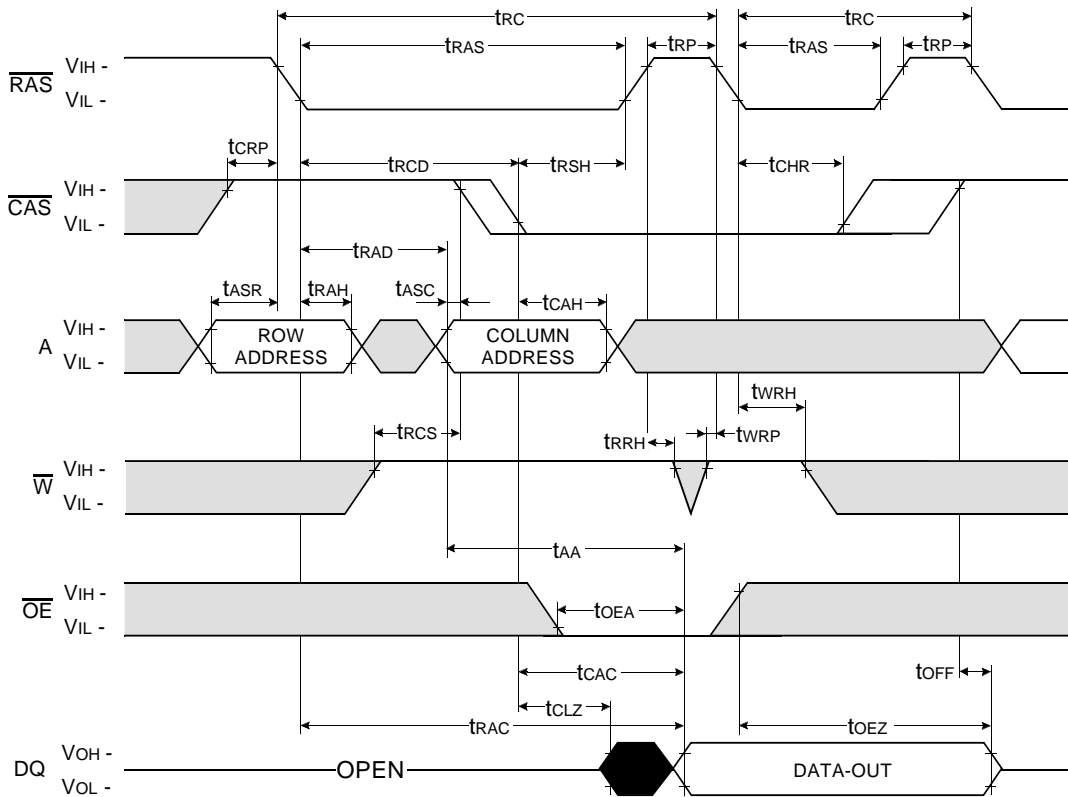 tRC tRC
tRAS tRP tRAS tRP
RAS VIH -
VIL -
tCRP tRCD tRSH tCHR
CAS VIH -
VIL -
tRAD
tASR tRAH tASC tCAH
A VIH - ROW ADDRESS COLUMN ADDRESS
VIL -
tWRH
tRCS tRRH tWRP
W VIH -
VIL -
tAA
OE VIH -
VIL -
tOEA
tCAC tOFF
tCLZ
tRAC tOEZ
DQ VOH -
VOL -
OPEN DATA-OUT